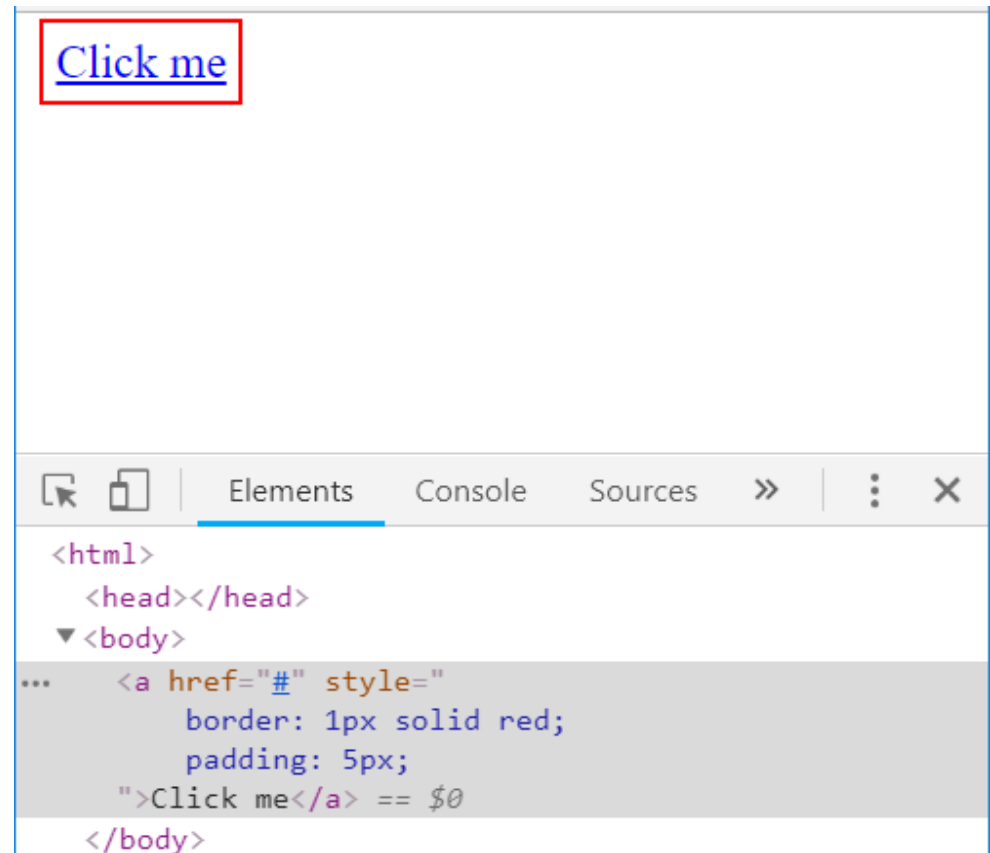 Click me
Elements Console Sources »
<html>
<head></head>
▼<body>
... <a href="#" style="
border: 1px solid red;
padding: 5px;
">Click me</a> == $0
</body>